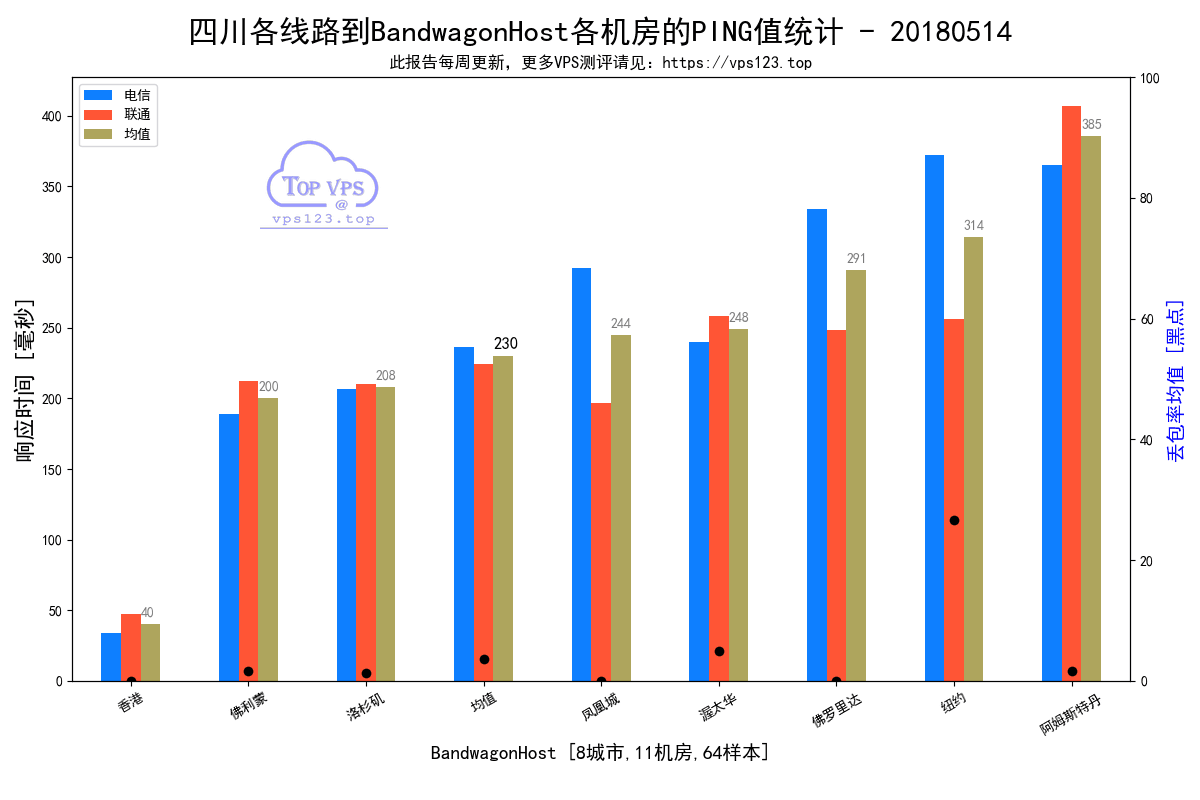 四川各线路到BandwagonHost各机房的PING值统计 - 20180514
此报告每周更新，更多VPS测评请见：https://vps123.top
电信
联通
均值
TOP VPS
@
vps123.top
响应时间 [毫秒]
400
350
300
250
200
150
100
50
0
100
80
60
40
20
0
丢包率均值 [黑点]
40
200
208
230
244
248
291
314
385
香港
佛利蒙
洛杉矶
均值
凤凰城
渥太华
佛罗里达
纽约
阿姆斯特丹
BandwagonHost [8城市,11机房,64样本]